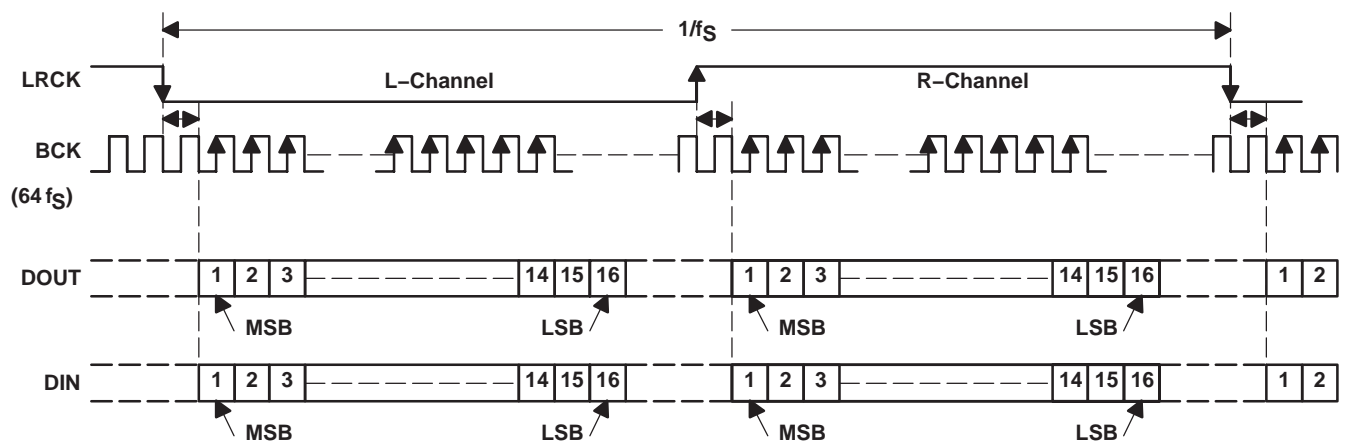 1/fS
LRCK
L–Channel
R–Channel
BCK
(64 fS)
DOUT
1 2 3 14 15 16 1 2 3 14 15 16 1 2
MSB LSB MSB LSB
DIN
1 2 3 14 15 16 1 2 3 14 15 16 1 2
MSB LSB MSB LSB